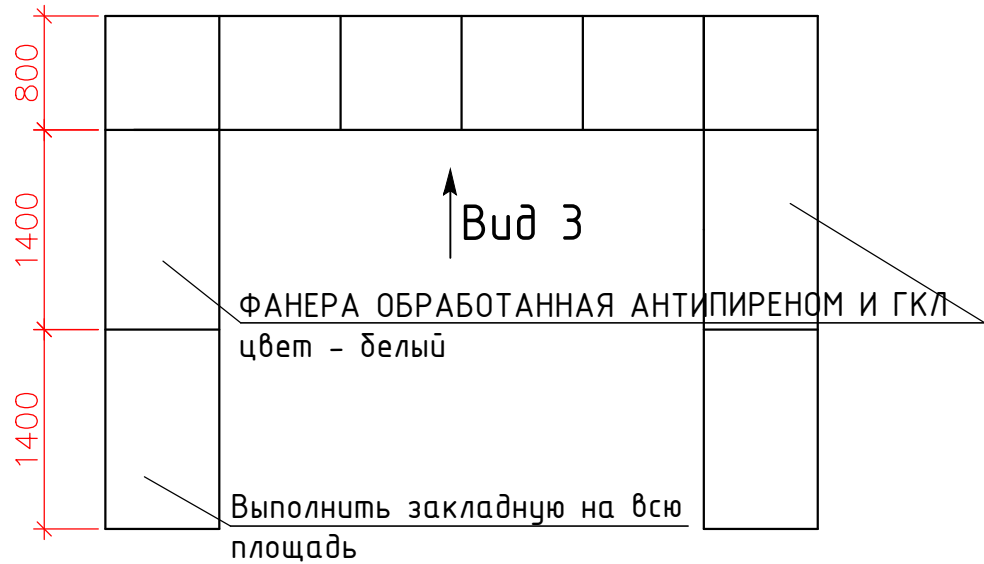 800
1400
Вид 3
ФАНЕРА ОБРАБОТАННАЯ АНТИПИРЕНОМ И ГКЛ
цвет - белый
1400
Выполнить закладную на всю
площадь